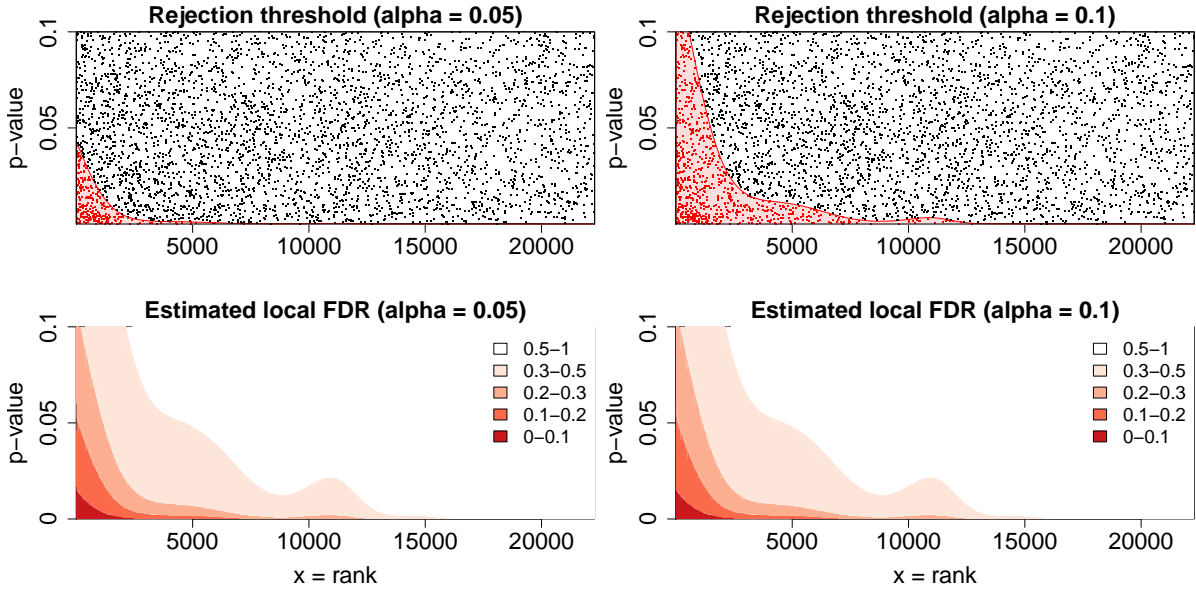 Rejection threshold (alpha = 0.05)
p−value
0.1
0.05
5000 10000 15000 20000
Rejection threshold (alpha = 0.1)
p−value
0.1
0.05
5000 10000 15000 20000
Estimated local FDR (alpha = 0.05)
p−value
0.1
0.05
0
0.5−1
0.3−0.5
0.2−0.3
0.1−0.2
0−0.1
5000 10000 15000 20000
x = rank
Estimated local FDR (alpha = 0.1)
p−value
0.1
0.05
0
0.5−1
0.3−0.5
0.2−0.3
0.1−0.2
0−0.1
5000 10000 15000 20000
x = rank